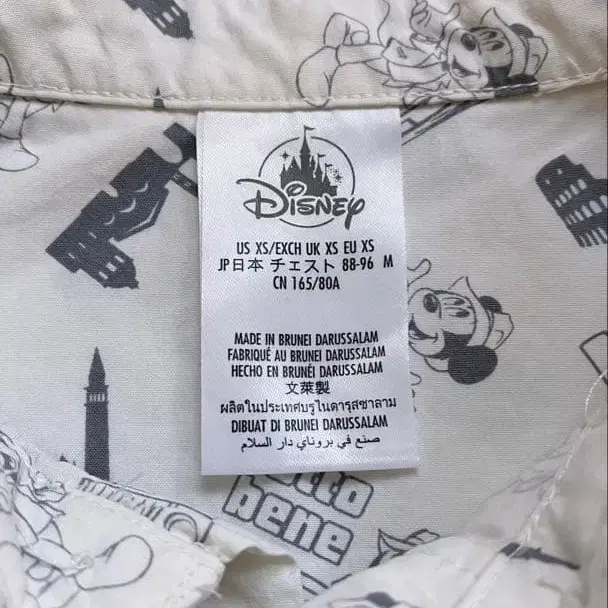 Disney
US XS/EXCH UK XS EU XS
JP日本 チェスト 88-96 M
CN 165/80A
MADE IN BRUNEI DARUSSALAM
FABRIQUÉ AU BRUNEI DARUSSALAM
HECHO EN BRUNÉI DARUSSALAM
文萊製
ผลิตในประเทศบรูไนดารุสซาลาม
DIBUAT DI BRUNEI DARUSSALAM
صنع في بروناي دار السلام
tutto
bene